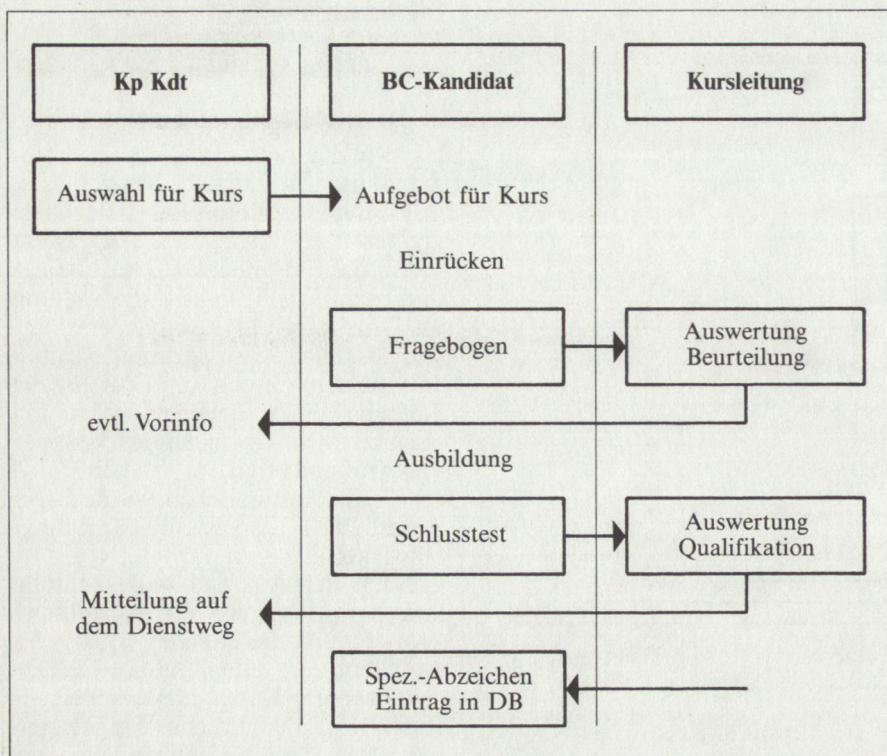 Kp Kdt
BC-Kandidat
Kursleitung
Auswahl für Kurs
Aufgebot für Kurs
Einrücken
Fragebogen
Auswertung
Beurteilung
evtl. Vorinfo
Ausbildung
Schlusstest
Auswertung
Qualifikation
Mitteilung auf
dem Dienstweg
Spez.-Abzeichen
Eintrag in DB